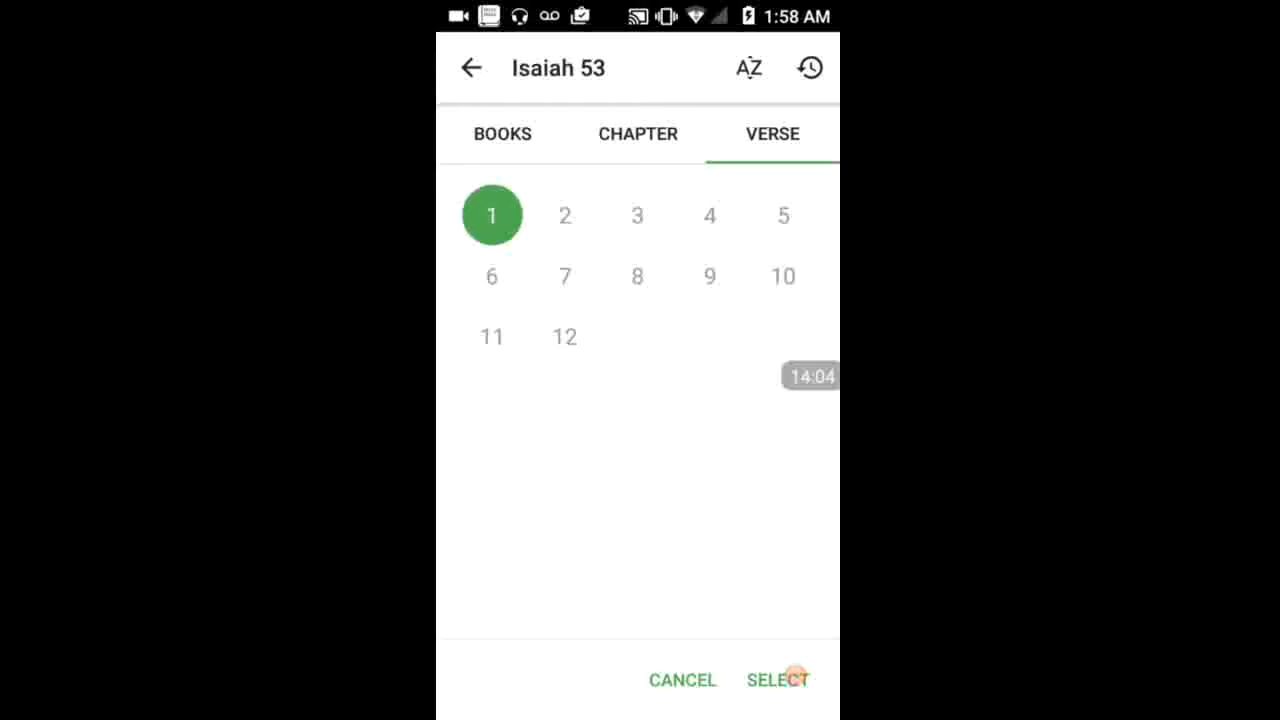 1:58 AM
Isaiah 53
AZ
BOOKS CHAPTER VERSE
1 2 3 4 5
6 7 8 9 10
11 12
14:04
CANCEL SELECT